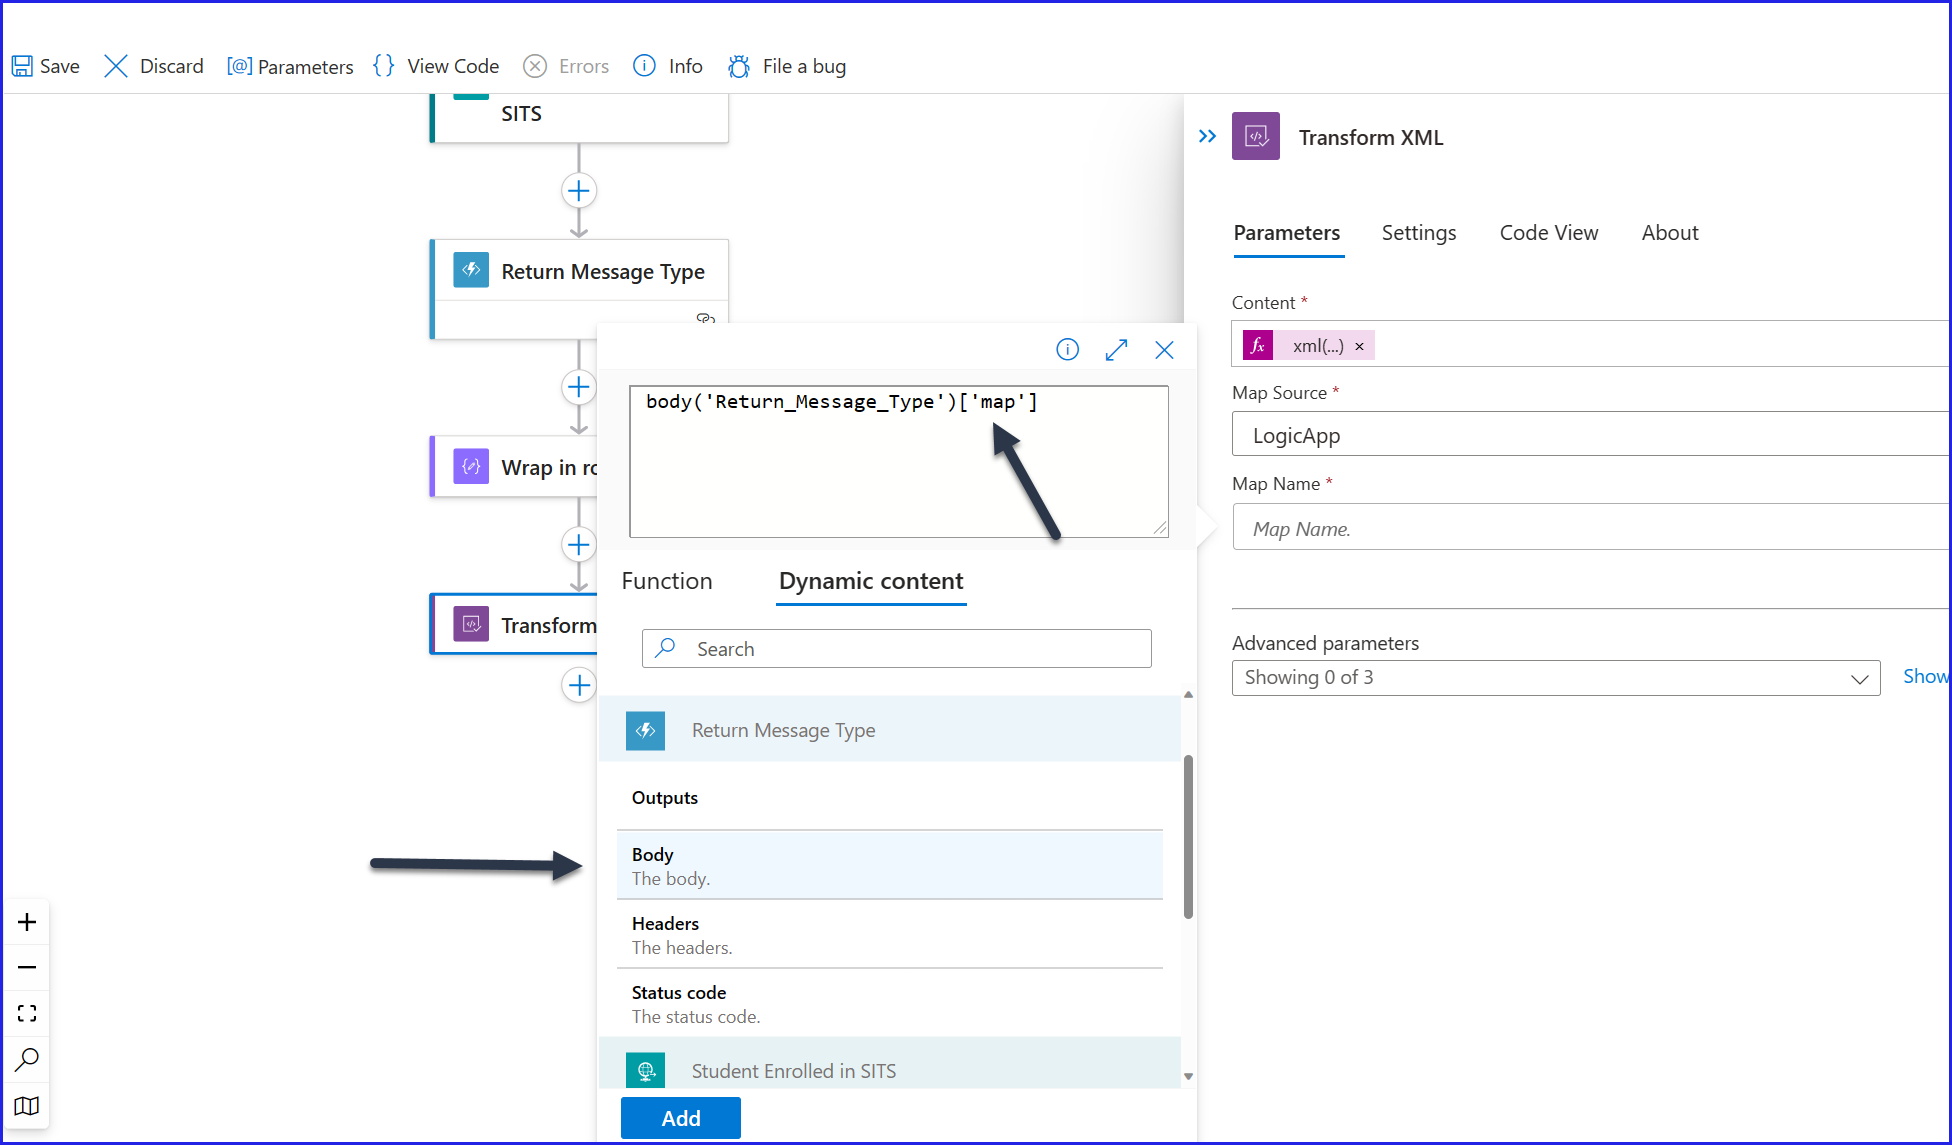 Save
Discard
[@] Parameters
{} View Code
Errors
Info
File a bug
SITS
Return Message Type
Wrap in ro
Transform
body('Return_Message_Type')['map']
Function
Dynamic content
Search
Return Message Type
Outputs
Body
The body.
Headers
The headers.
Status code
The status code.
Student Enrolled in SITS
Add
Transform XML
Parameters
Settings
Code View
About
Content *
fx xml(...) ×
Map Source *
LogicApp
Map Name *
Map Name.
Advanced parameters
Showing 0 of 3
Show